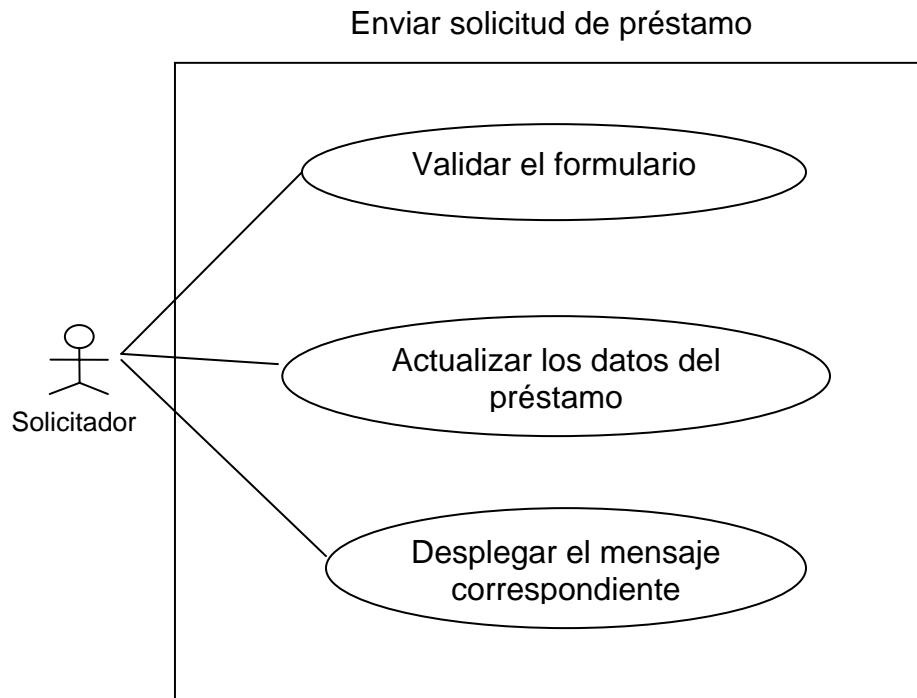 Enviar solicitud de préstamo
Validar el formulario
Actualizar los datos del
préstamo
Solicitador
Desplegar el mensaje
correspondiente